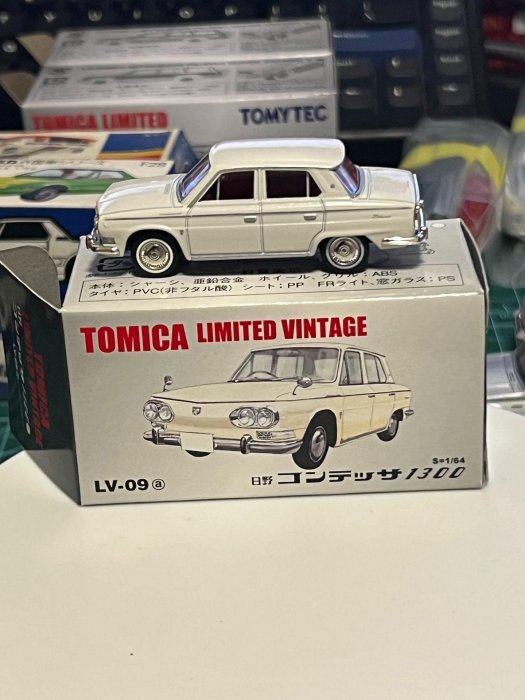 TOMICA LIMITED
TOMYTEC
本体：シャーシ、亜鉛合金 ホイール、グリル：ABS
タイヤ：PVC(非フタル酸) シート：PP FRライト、窓ガラス：PS
TOMICA LIMITED VINTAGE
S=1/64
LV-09 ⓐ
日野 コンテッサ1300